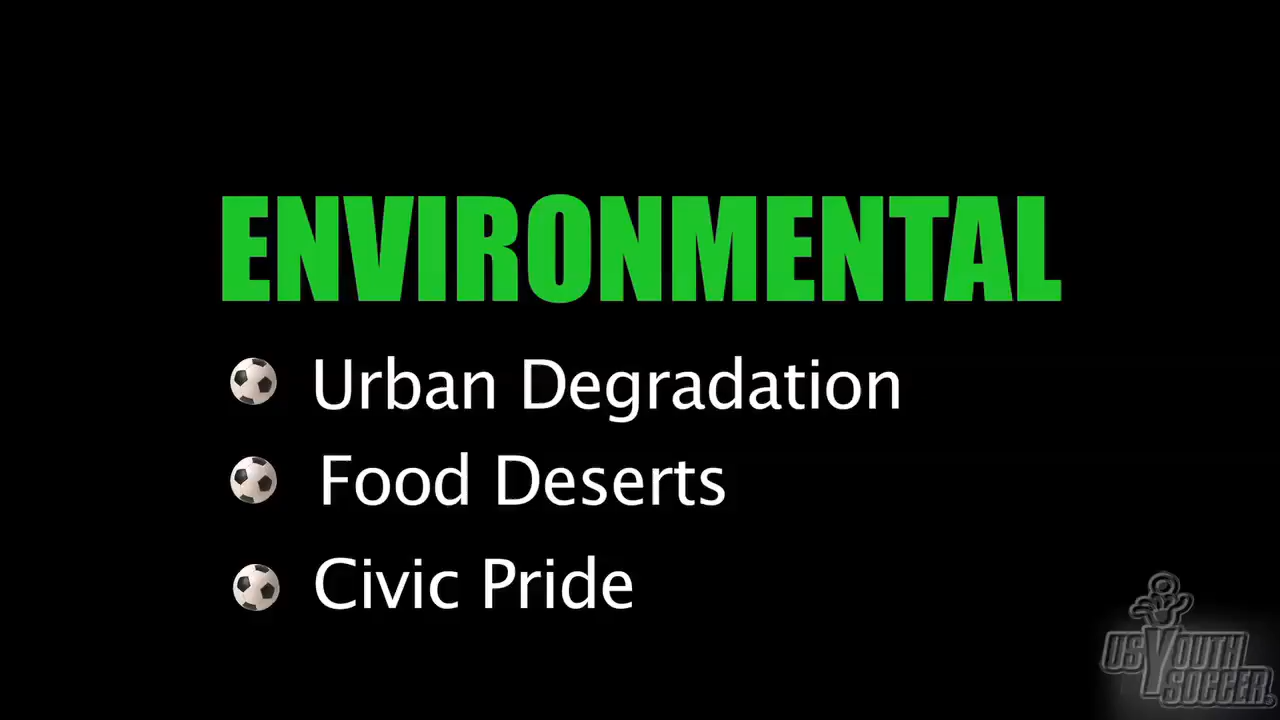 ENVIRONMENTAL
Urban Degradation
Food Deserts
Civic Pride
US YOUTH
SOCCER